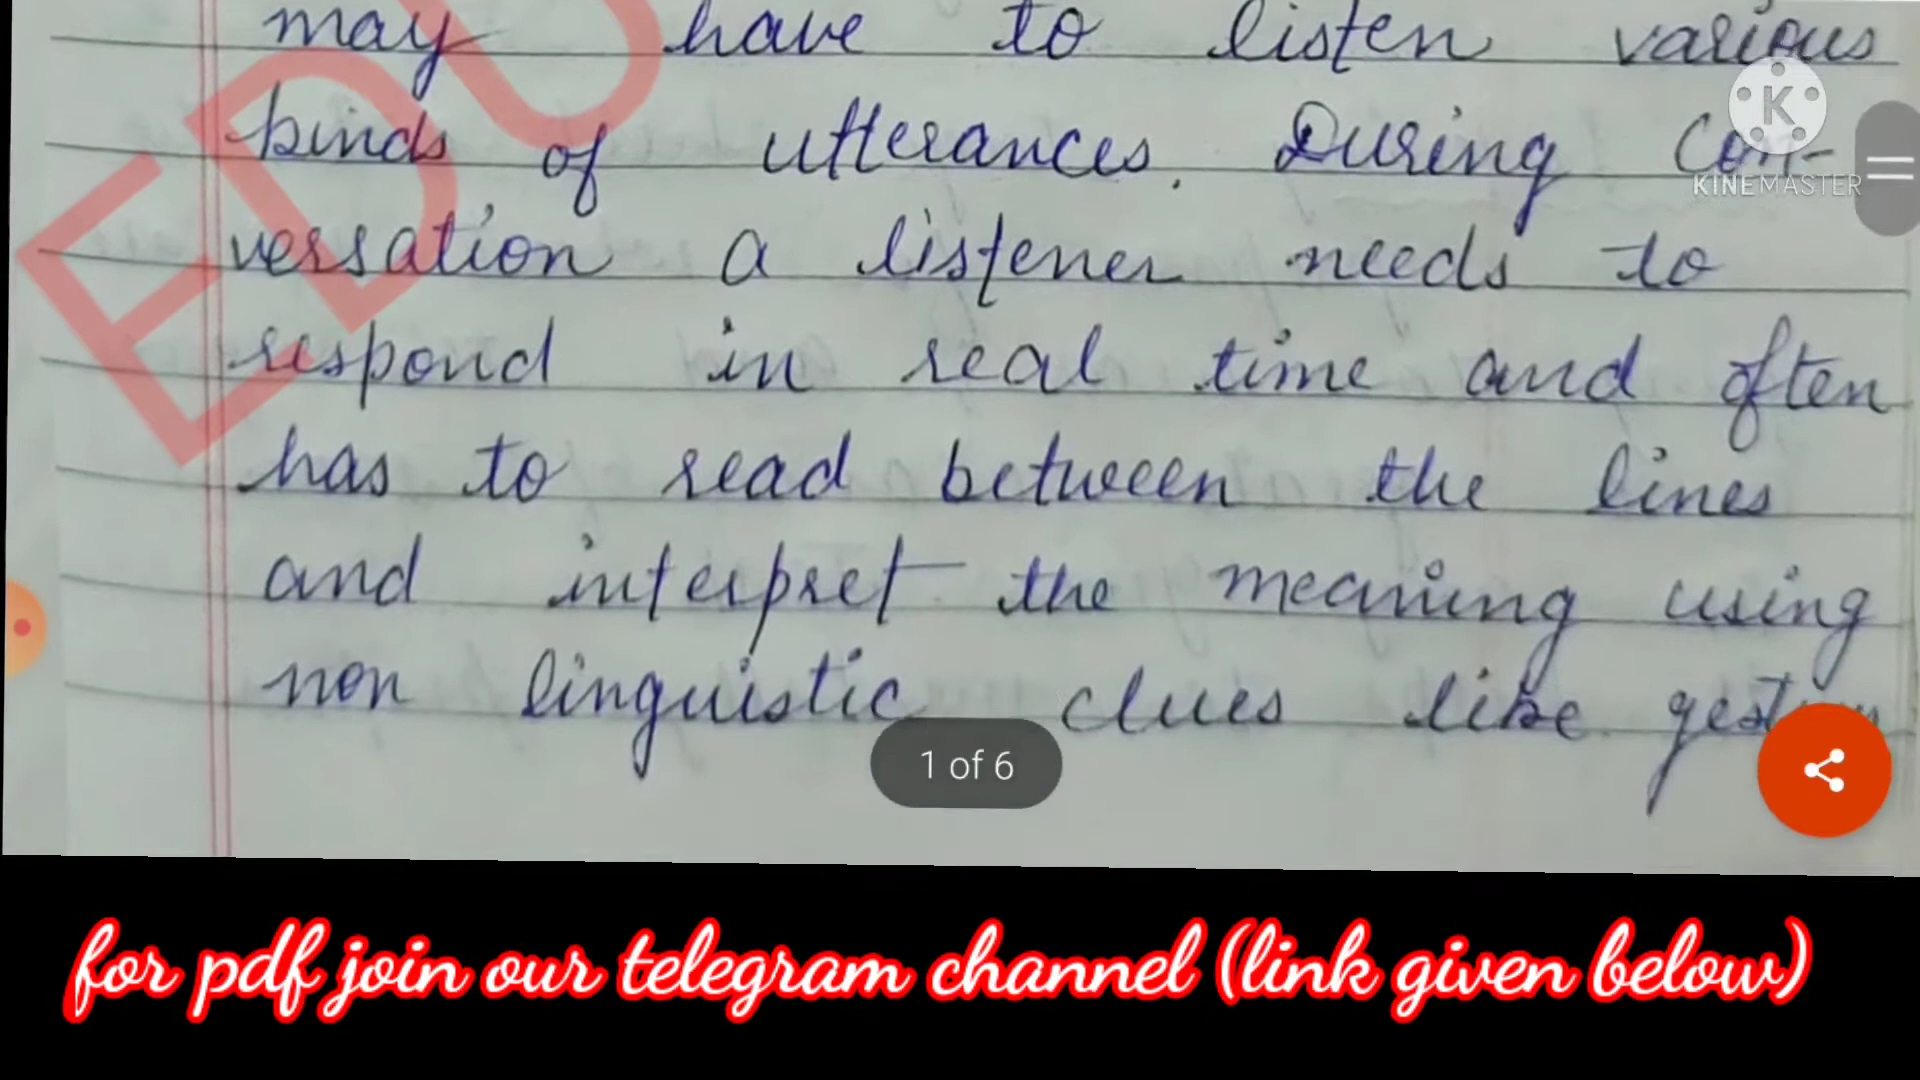 may have to listen various
kinds of utterances. During con-
versation a listener needs to
respond in real time and often
has to read between the lines
and interpret the meaning using
non linguistic clues like
EDU
K
KINEMASTER
1 of 6
for pdf join our telegram channel (link given below)